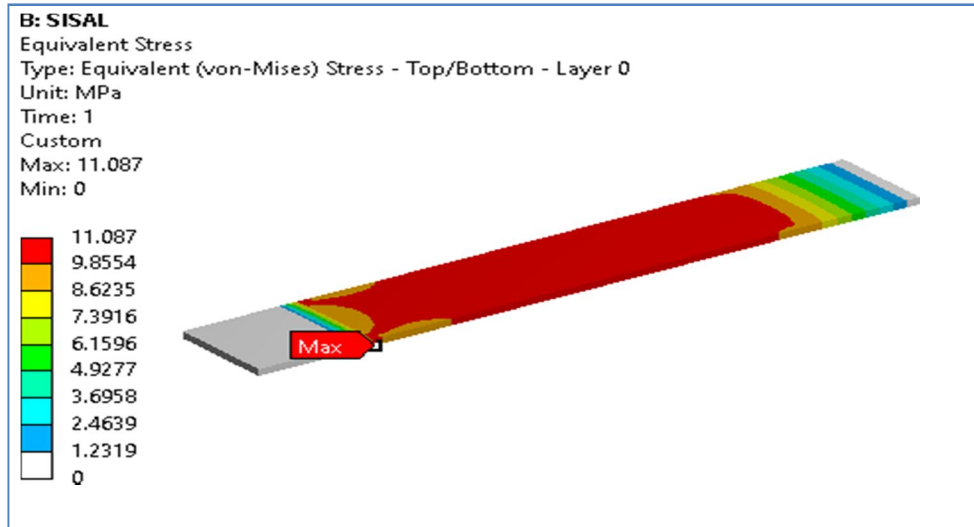 B: SISAL
Equivalent Stress
Type: Equivalent (von-Mises) Stress - Top/Bottom - Layer 0
Unit: MPa
Time: 1
Custom
Max: 11.087
Min: 0
11.087
9.8554
8.6235
7.3916
6.1596
4.9277
3.6958
2.4639
1.2319
0
Max